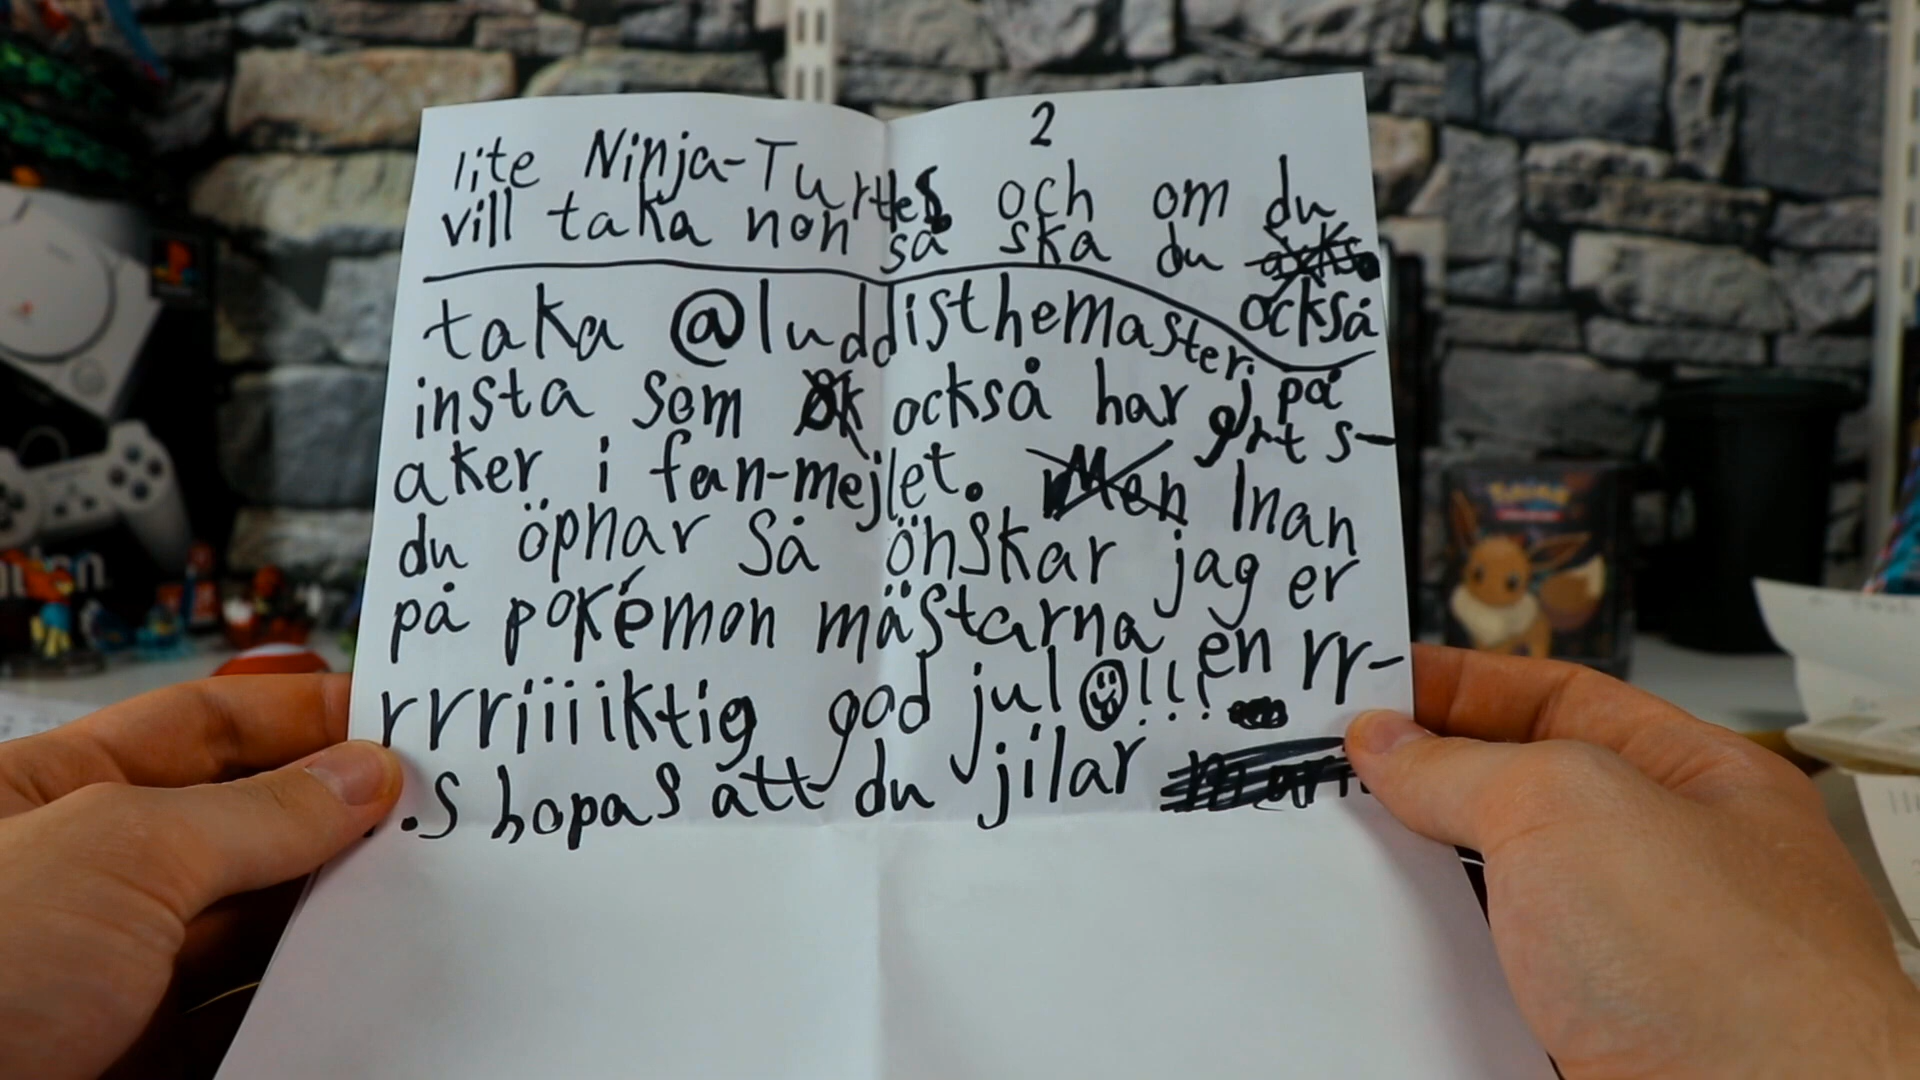 2
lite Ninja-Turtles och om du
vill taka non så ska du
också
taka @luddisthemaster på
insta som också har gjrt s-
aker i fan-mejlet. Inan
du öpnar så önskar jag er
på pokémon mästarna en rr-
rrrriiiiktig god jul!!!
.S hopas att du jilar